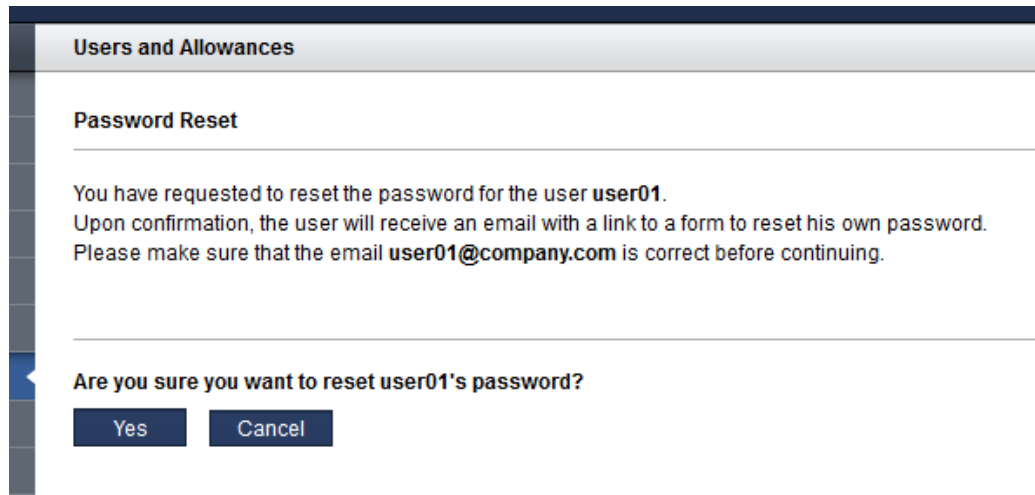 Users and Allowances
Password Reset
You have requested to reset the password for the user user01.
Upon confirmation, the user will receive an email with a link to a form to reset his own password.
Please make sure that the email user01@company.com is correct before continuing.
Are you sure you want to reset user01's password?
Yes Cancel